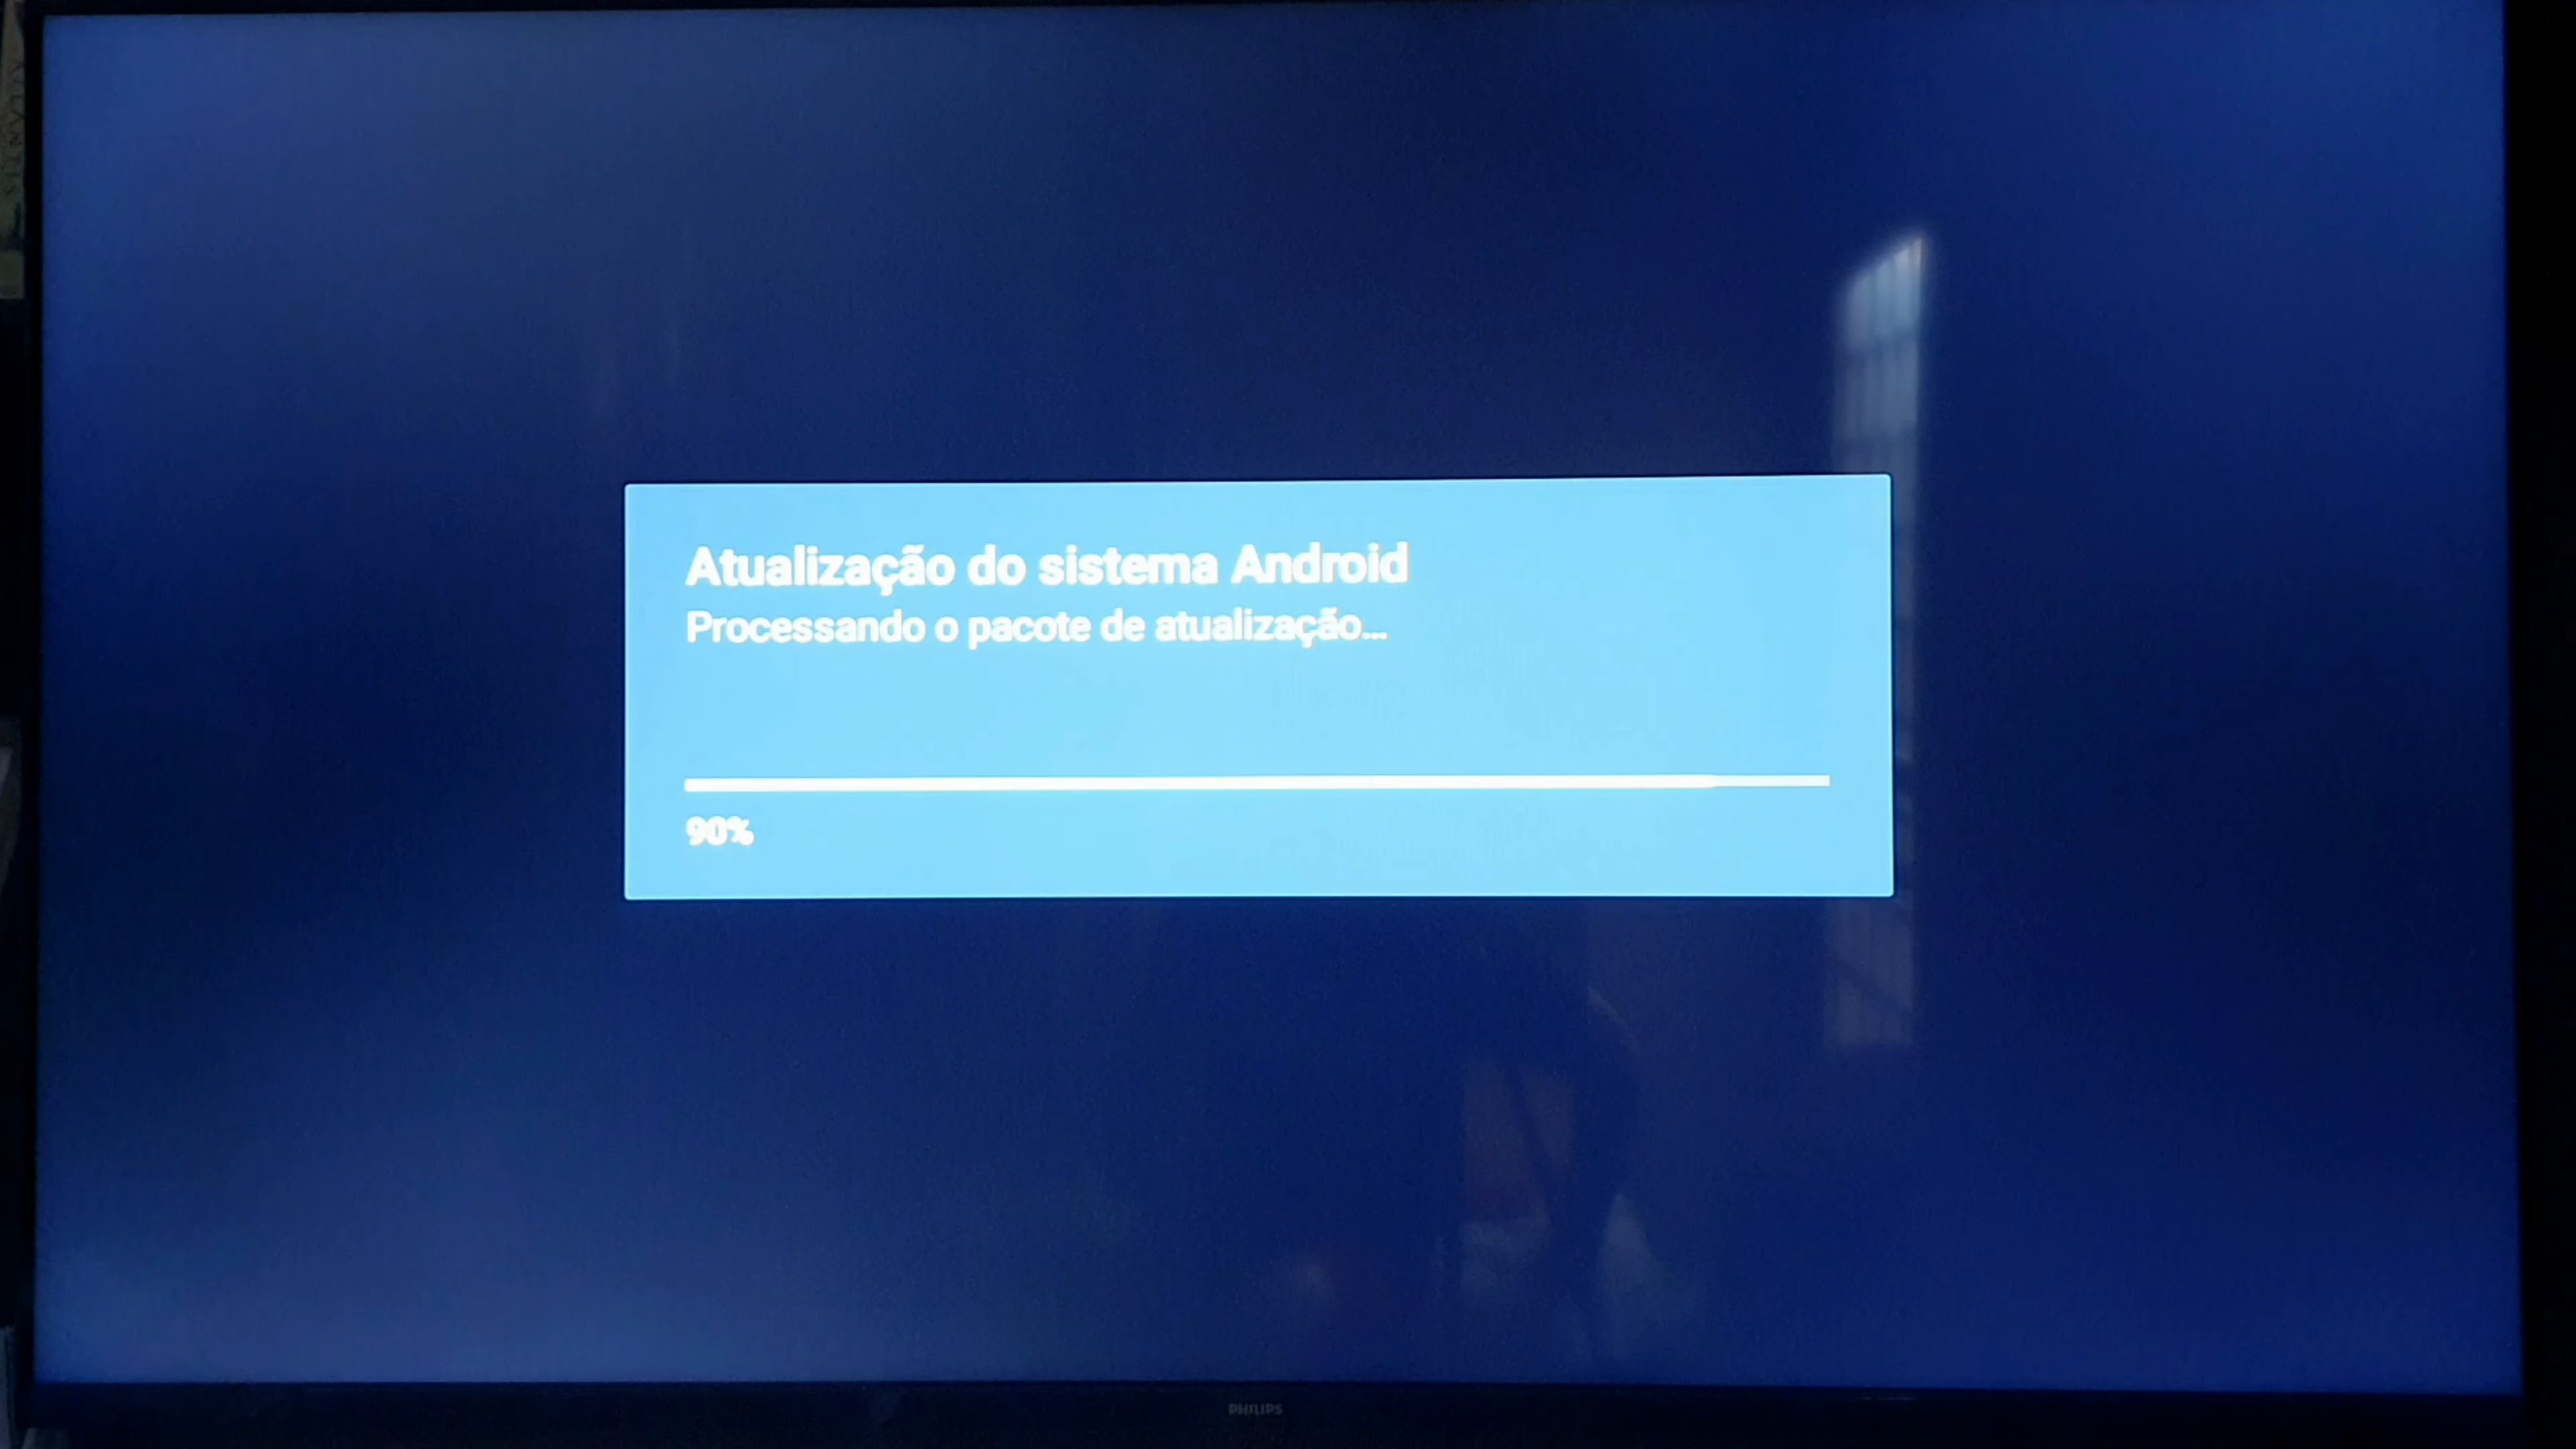 Atualização do sistema Android
Processando o pacote de atualização...
90%
PHILIPS